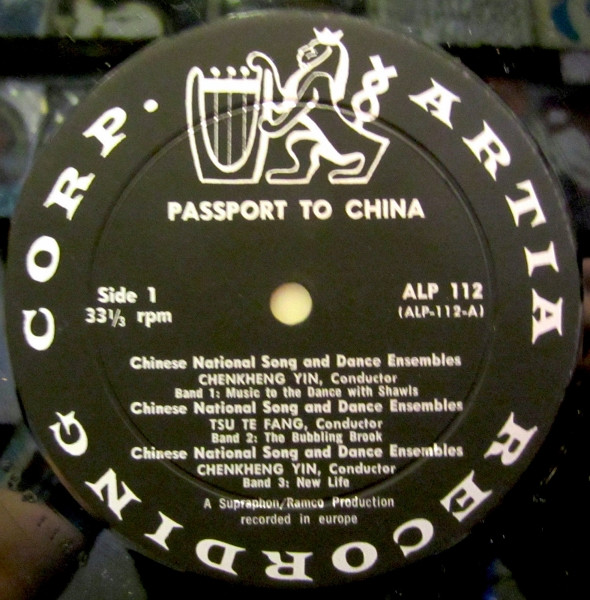 ARTIA RECORDING CORP.
PASSPORT TO CHINA
Side 1
33⅓ rpm
ALP 112
(ALP-112-A)
Chinese National Song and Dance Ensembles
CHENKHENG YIN, Conductor
Band 1: Music to the Dance with Shawls
Chinese National Song and Dance Ensembles
TSU TE FANG, Conductor
Band 2: The Bubbling Brook
Chinese National Song and Dance Ensembles
CHENKHENG YIN, Conductor
Band 3: New Life
A Supraphon/Ramco Production
recorded in europe